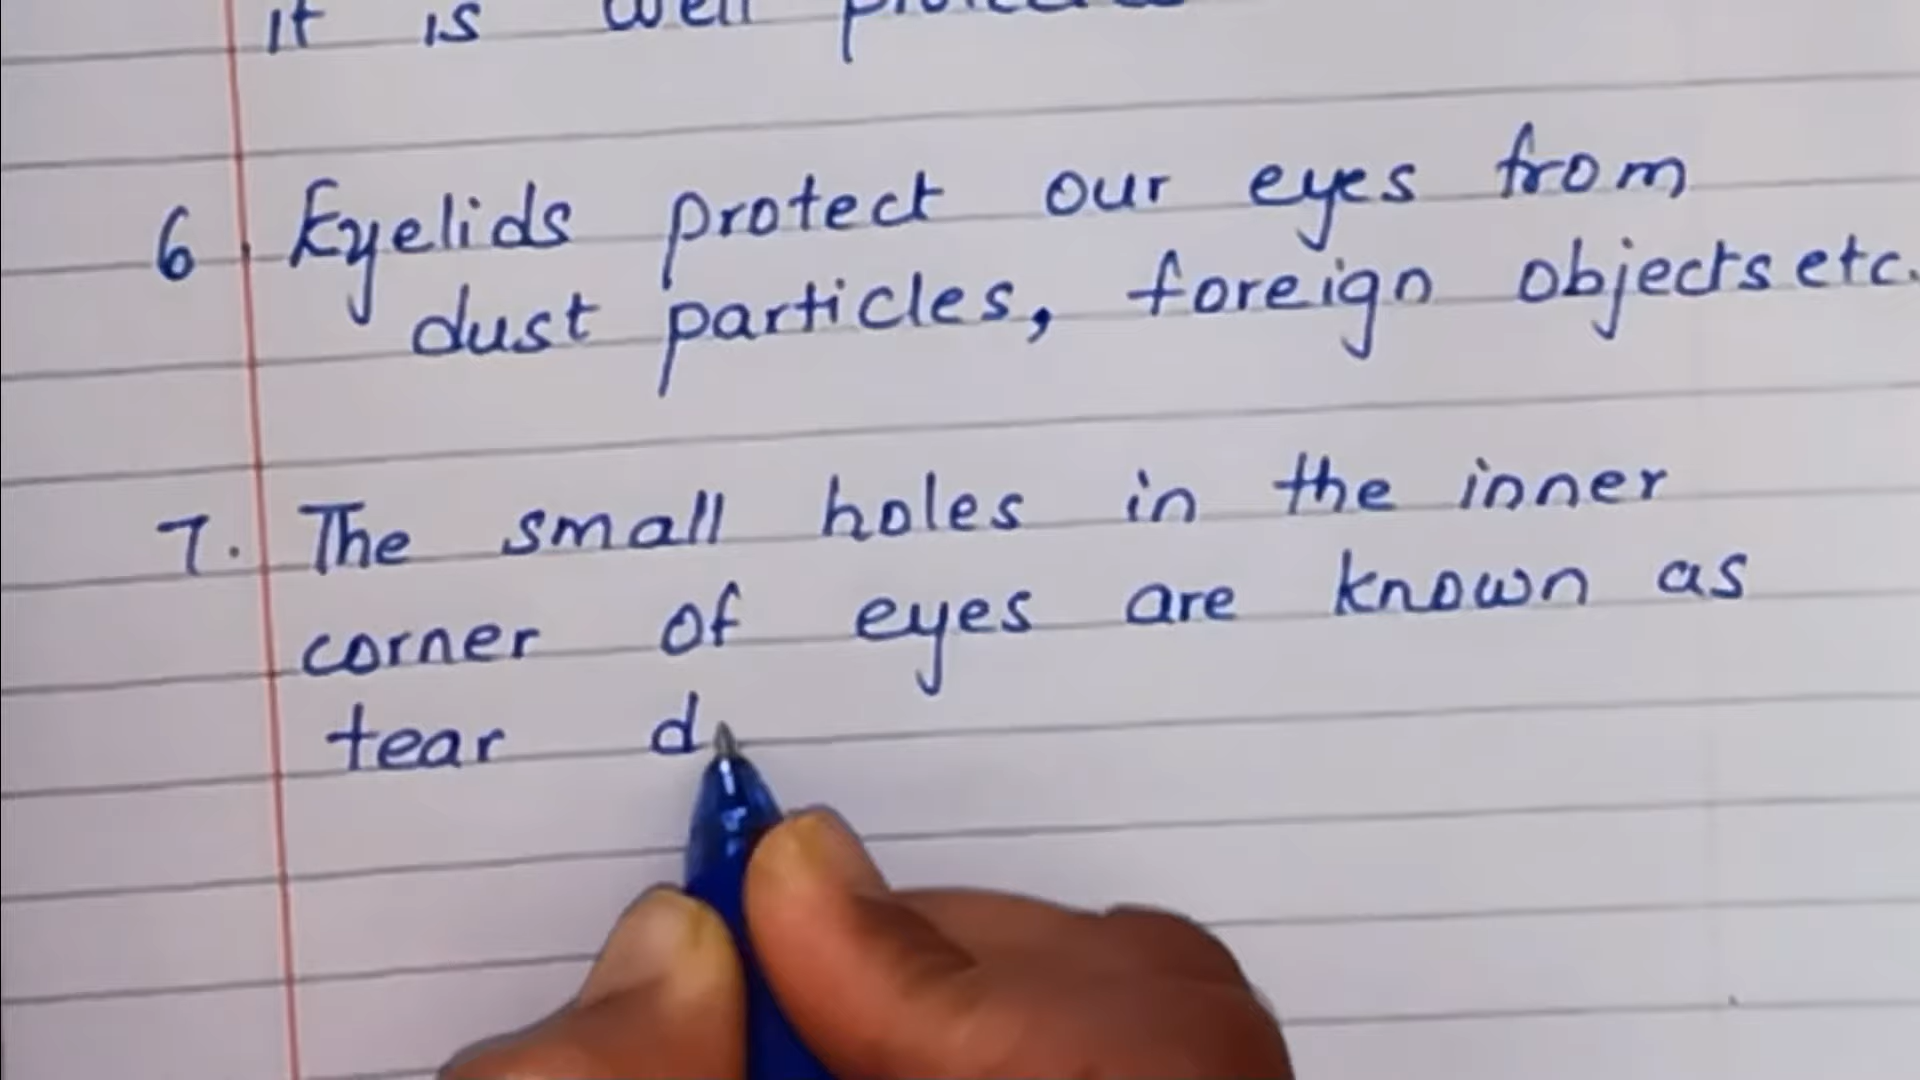 it is well
6. Eyelids protect our eyes from
dust particles, foreign objects etc.
7. The small holes in the inner
corner of eyes are known as
tear d